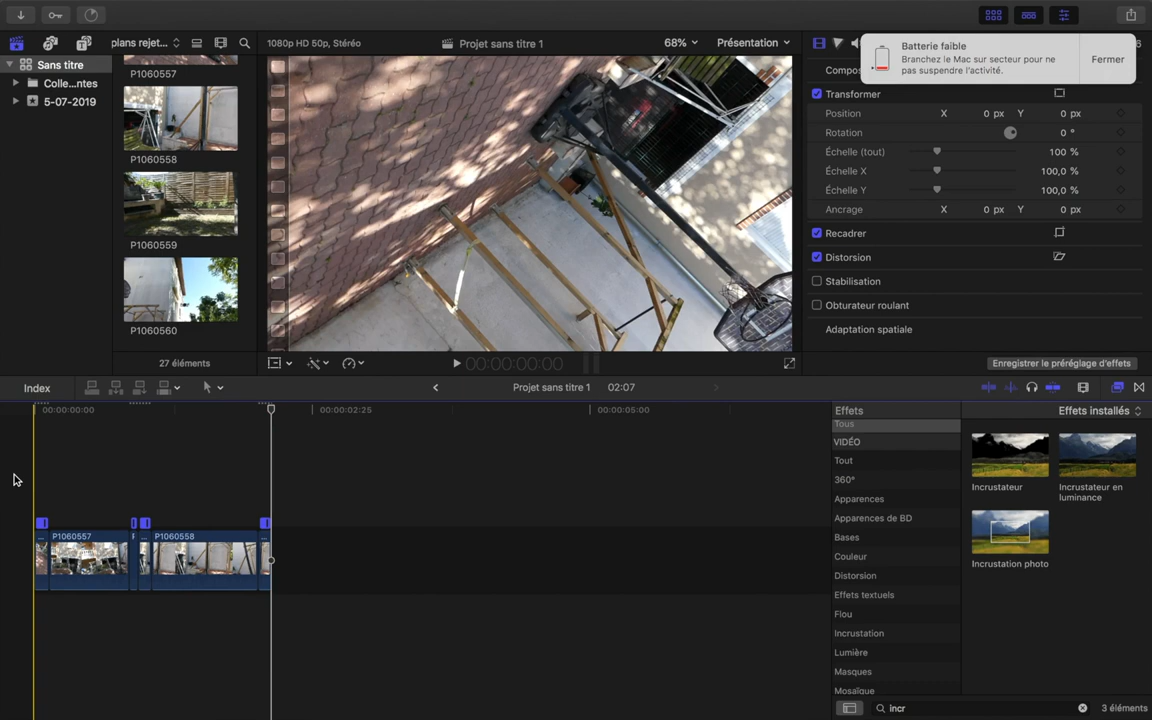 plans rejet...
1080p HD 50p, Stéréo
Projet sans titre 1
68%
Présentation
Batterie faible
Branchez le Mac sur secteur pour ne
pas suspendre l'activité.
Fermer
Sans titre
Colle...ntes
5-07-2019
P1060557
P1060558
P1060559
P1060560
27 éléments
00:00:00:00
Transformer
Position X 0 px Y 0 px
Rotation 0 °
Échelle (tout) 100 %
Échelle X 100,0 %
Échelle Y 100,0 %
Ancrage X 0 px Y 0 px
Recadrer
Distorsion
Stabilisation
Obturateur roulant
Adaptation spatiale
Enregistrer le préréglage d'effets
Index
Projet sans titre 1 02:07
00:00:00:00
00:00:02:25
00:00:05:00
P1060557
P1060558
Effets
Effets installés
Tous
VIDÉO
Tout
360°
Apparences
Apparences de BD
Bases
Couleur
Distorsion
Effets textuels
Flou
Incrustation
Lumière
Masques
Mosaïque
Incrustateur
Incrustateur en
luminance
Incrustation photo
incr
3 éléments